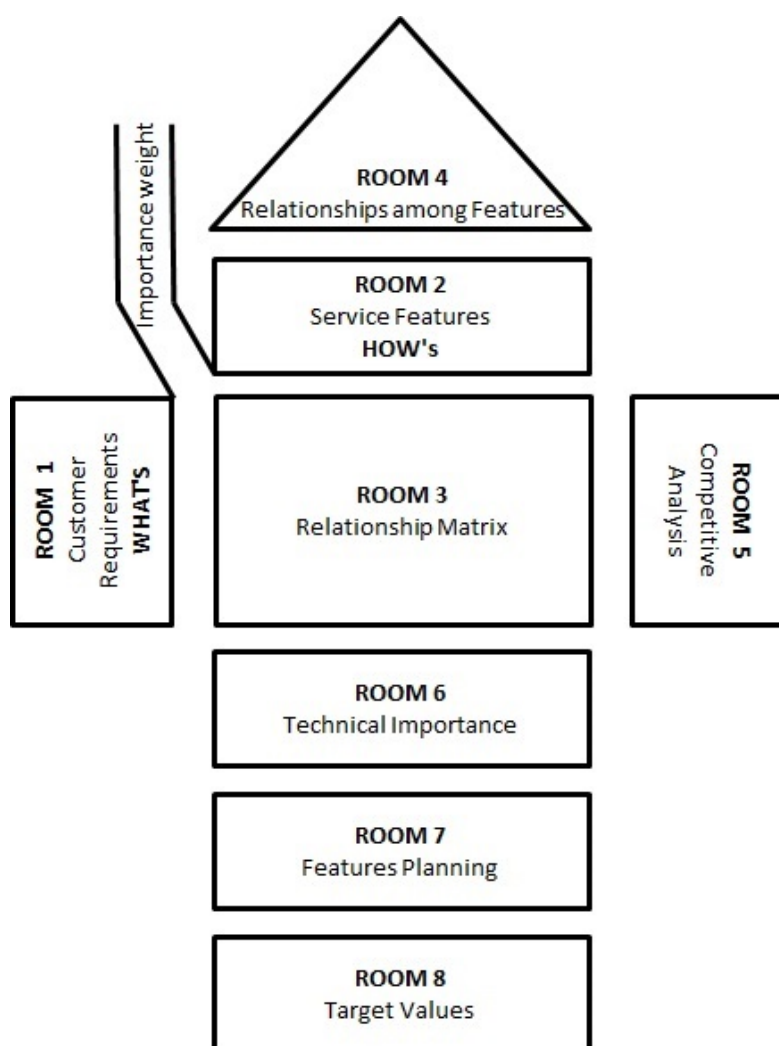 Importance weight
ROOM 4
Relationships among Features
ROOM 2
Service Features
HOW's
ROOM 1
Customer
Requirements
WHAT'S
ROOM 3
Relationship Matrix
ROOM 5
Competitive
Analysis
ROOM 6
Technical Importance
ROOM 7
Features Planning
ROOM 8
Target Values